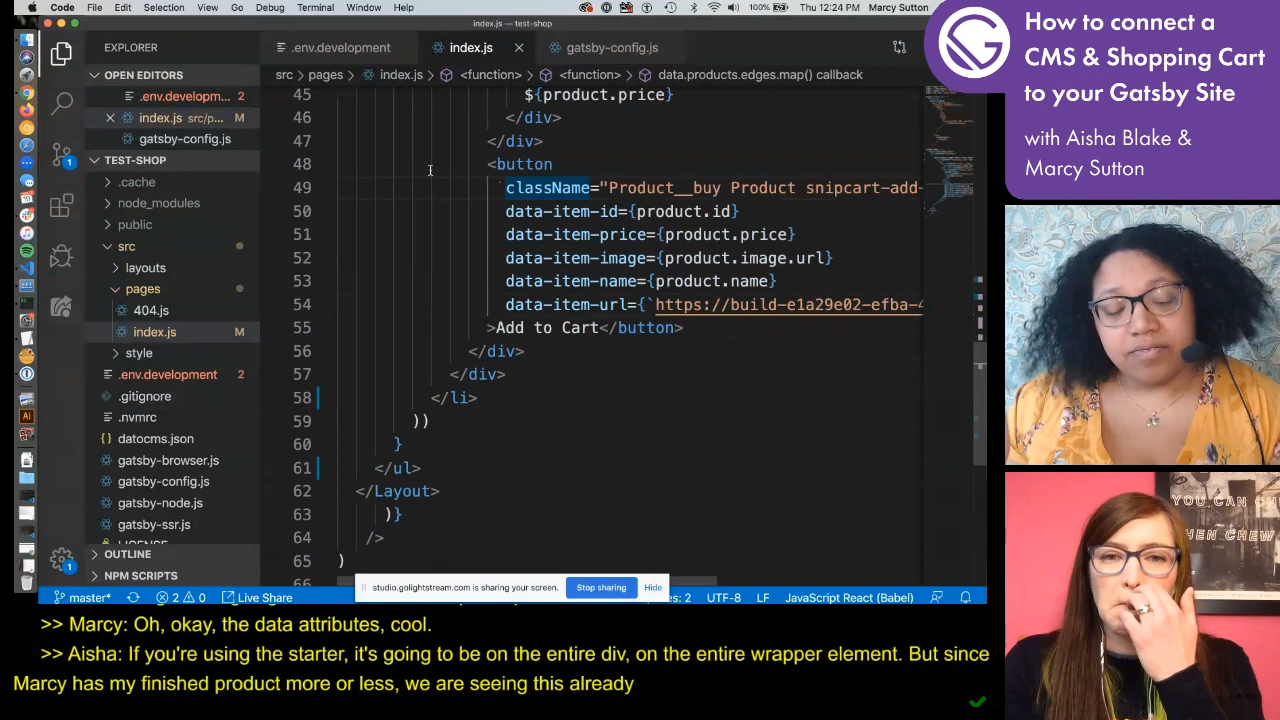 Code File Edit Selection View Go Debug Terminal Window Help 100% Thu 12:24 PM Marcy Sutton
index.js — test-shop
EXPLORER
.env.development index.js gatsby-config.js
OPEN EDITORS
.env.developm... 2
index.js src/p... M
gatsby-config.js
TEST-SHOP
.cache
node_modules
public
src
layouts
pages
404.js
index.js M
style
.env.development 2
.gitignore
.nvmrc
datocms.json
gatsby-browser.js
gatsby-config.js
gatsby-node.js
gatsby-ssr.js
OUTLINE
NPM SCRIPTS
src > pages > index.js > <function> > <function> > data.products.edges.map() callback
45 ${product.price}
46 </div>
47 </div>
48 <button
49 className="Product__buy Product snipcart-add-
50 data-item-id={product.id}
51 data-item-price={product.price}
52 data-item-image={product.image.url}
53 data-item-name={product.name}
54 data-item-url={`https://build-e1a29e02-efba-4
55 >Add to Cart</button>
56 </div>
57 </div>
58 </li>
59 ))
60 }
61 </ul>
62 </Layout>
63 )}
64 />
65 )
66
studio.golightstream.com is sharing your screen. Stop sharing Hide
master* 2 0 Live Share
s: 2 UTF-8 LF JavaScript React (Babel)
>> Marcy: Oh, okay, the data attributes, cool.
>> Aisha: If you're using the starter, it's going to be on the entire div, on the entire wrapper element. But since
Marcy has my finished product more or less, we are seeing this already
How to connect a
CMS & Shopping Cart
to your Gatsby Site
with Aisha Blake &
Marcy Sutton
YOU CAN
HEN CHEW